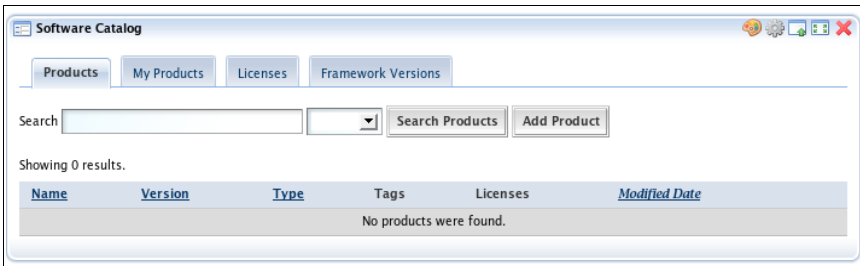 Software Catalog
Products My Products Licenses Framework Versions
Search Search Products Add Product
Showing 0 results.
Name Version Type Tags Licenses Modified Date
No products were found.